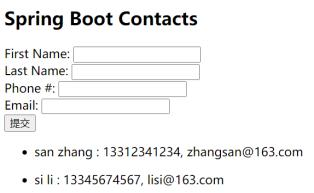 Spring Boot Contacts
First Name:
Last Name:
Phone #:
Email:
提交
san zhang : 13312341234, zhangsan@163.com
si li : 13345674567, lisi@163.com